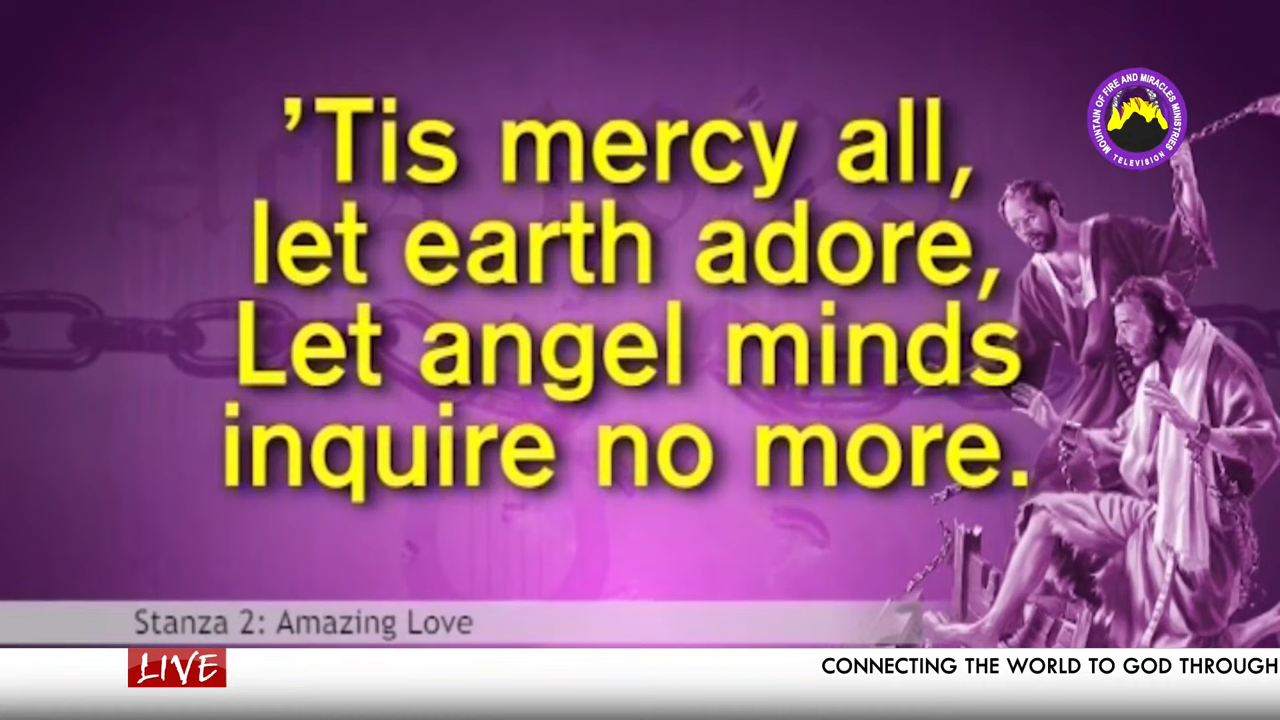 ’Tis mercy all,
let earth adore,
Let angel minds
inquire no more.
MOUNTAIN OF FIRE AND MIRACLES MINISTRIES
TELEVISION
Stanza 2: Amazing Love
LIVE
CONNECTING THE WORLD TO GOD THROUGH